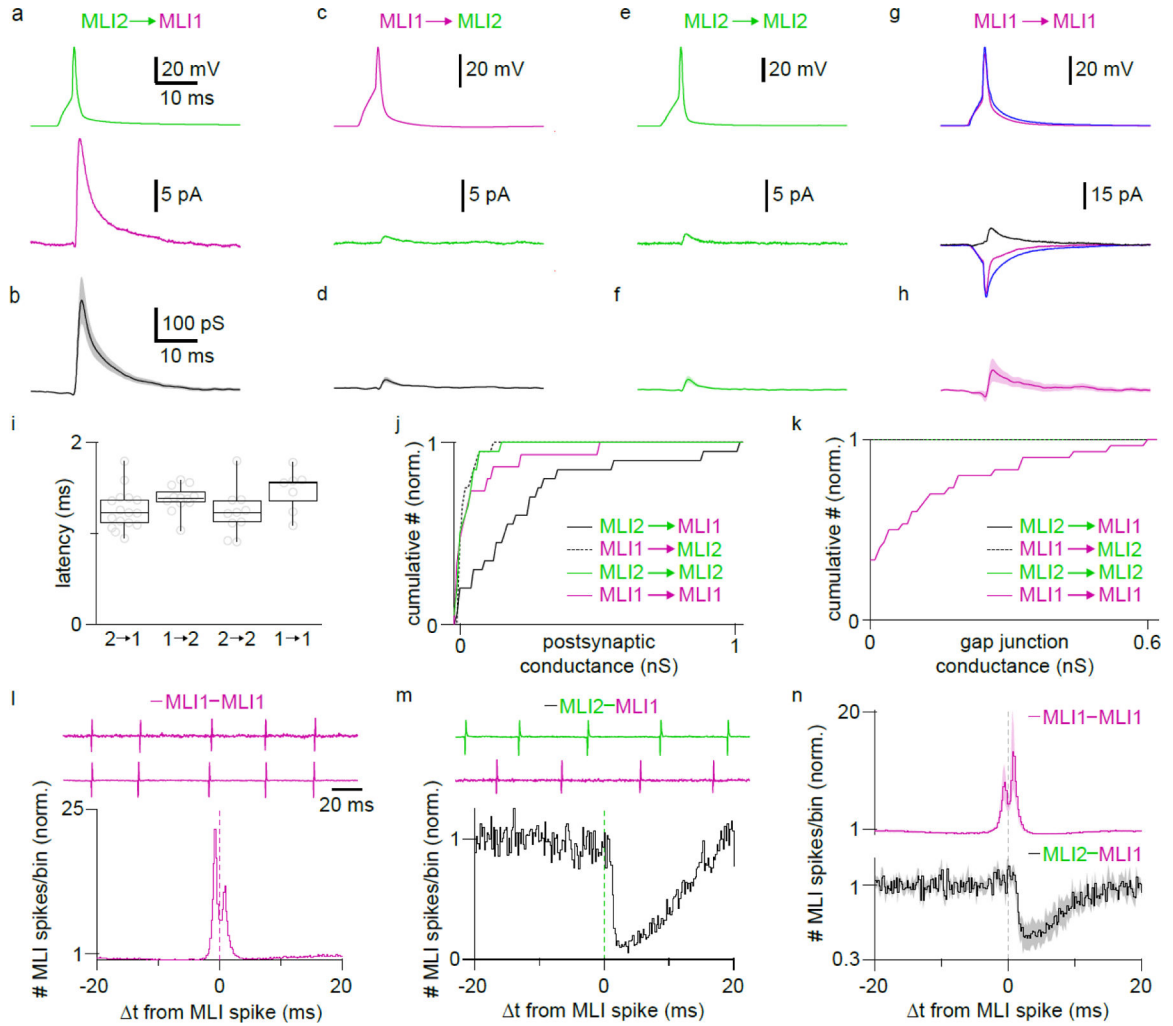 a
MLI2→MLI1
20 mV
10 ms
5 pA
b
100 pS
10 ms
c
MLI1→MLI2
20 mV
5 pA
d
e
MLI2→MLI2
20 mV
5 pA
f
g
MLI1→MLI1
20 mV
15 pA
h
i
2
latency (ms)
0
2→1 1→2 2→2 1→1
j
1
cumulative # (norm.)
MLI2→MLI1
MLI1→MLI2
MLI2→MLI2
MLI1→MLI1
0
0 1
postsynaptic
conductance (nS)
k
1
cumulative # (norm.)
MLI2→MLI1
MLI1→MLI2
MLI2→MLI2
MLI1→MLI1
0
0 0.6
gap junction
conductance (nS)
l
–MLI1–MLI1
20 ms
25
# MLI spikes/bin (norm.)
1
-20 0 20
Δt from MLI spike (ms)
m
–MLI2–MLI1
1
# MLI spikes/bin (norm.)
0
-20 0 20
Δt from MLI spike (ms)
n
20
–MLI1–MLI1
1
–MLI2–MLI1
# MLI spikes/bin (norm.)
1
0.3
-20 0 20
Δt from MLI spike (ms)